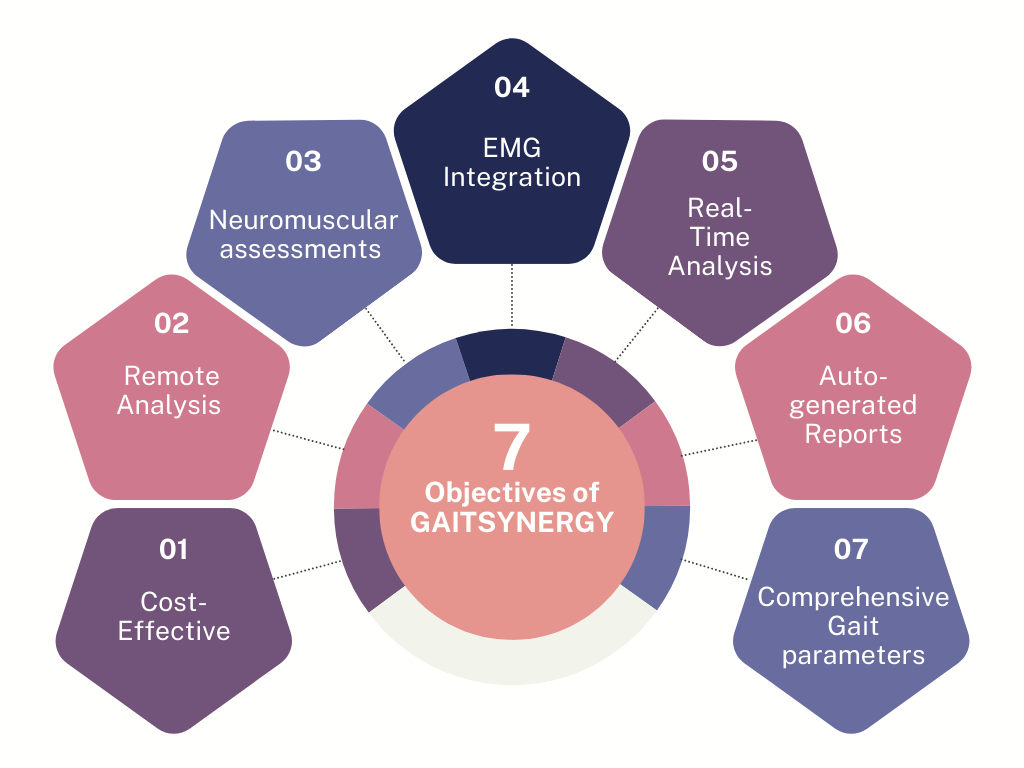 04
EMG
Integration
03
Neuromuscular
assessments
05
Real-
Time
Analysis
02
Remote
Analysis
06
Auto-
generated
Reports
7
Objectives of
GAITSYNERGY
01
Cost-
Effective
07
Comprehensive
Gait
parameters